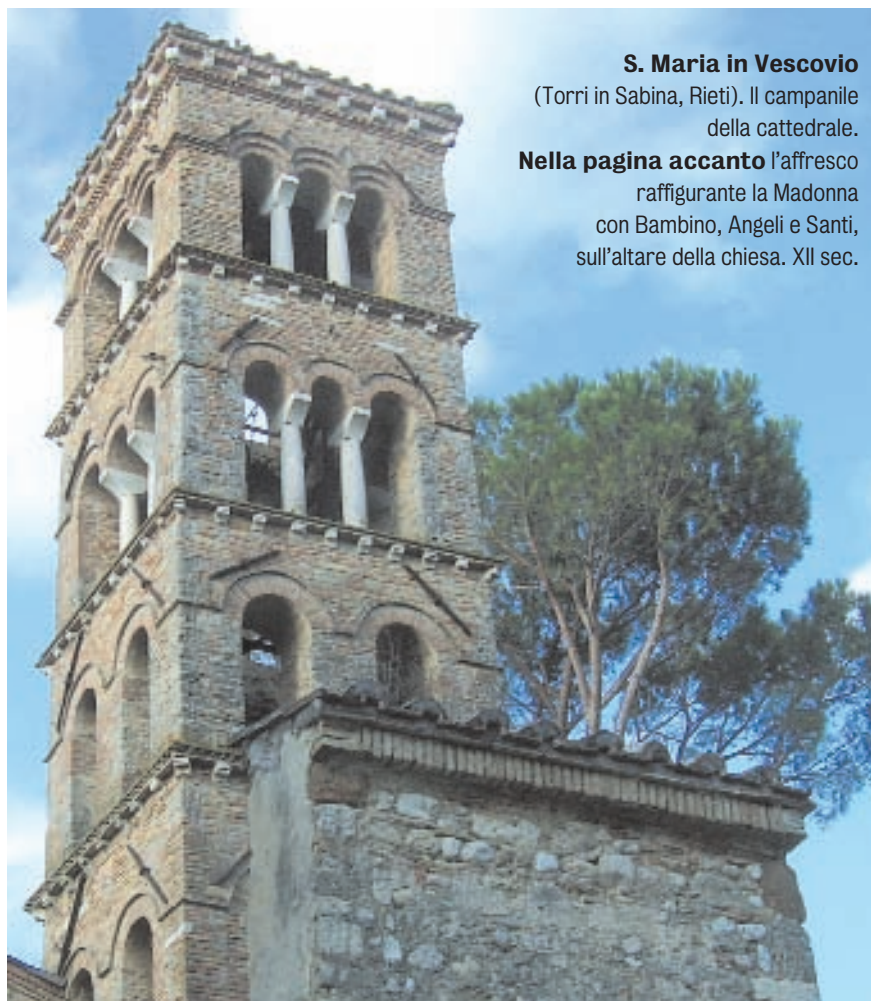 S. Maria in Vescovio
(Torri in Sabina, Rieti). Il campanile
della cattedrale.
Nella pagina accanto l’affresco
raffigurante la Madonna
con Bambino, Angeli e Santi,
sull’altare della chiesa. XII sec.